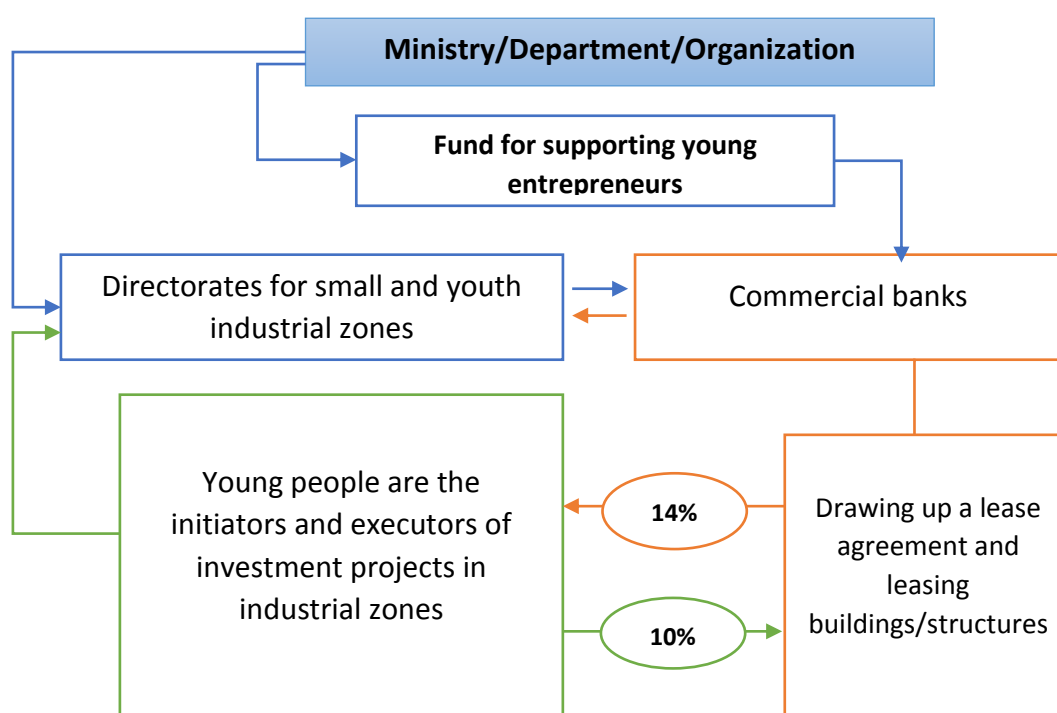 Ministry/Department/Organization
Fund for supporting young
entrepreneurs
Directorates for small and youth
industrial zones
Commercial banks
Young people are the
initiators and executors of
investment projects in
industrial zones
14%
10%
Drawing up a lease
agreement and
leasing
buildings/structures